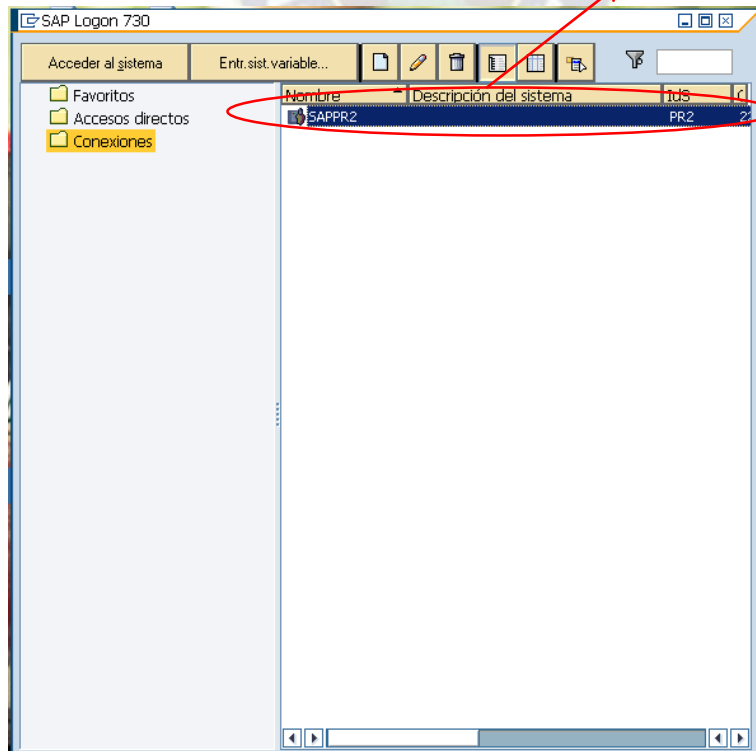 SAP Logon 730
Acceder al sistema Entr.sist.variable...
Favoritos
Accesos directos
Conexiones
Nombre Descripción del sistema IdS
SAPPR2 PR2